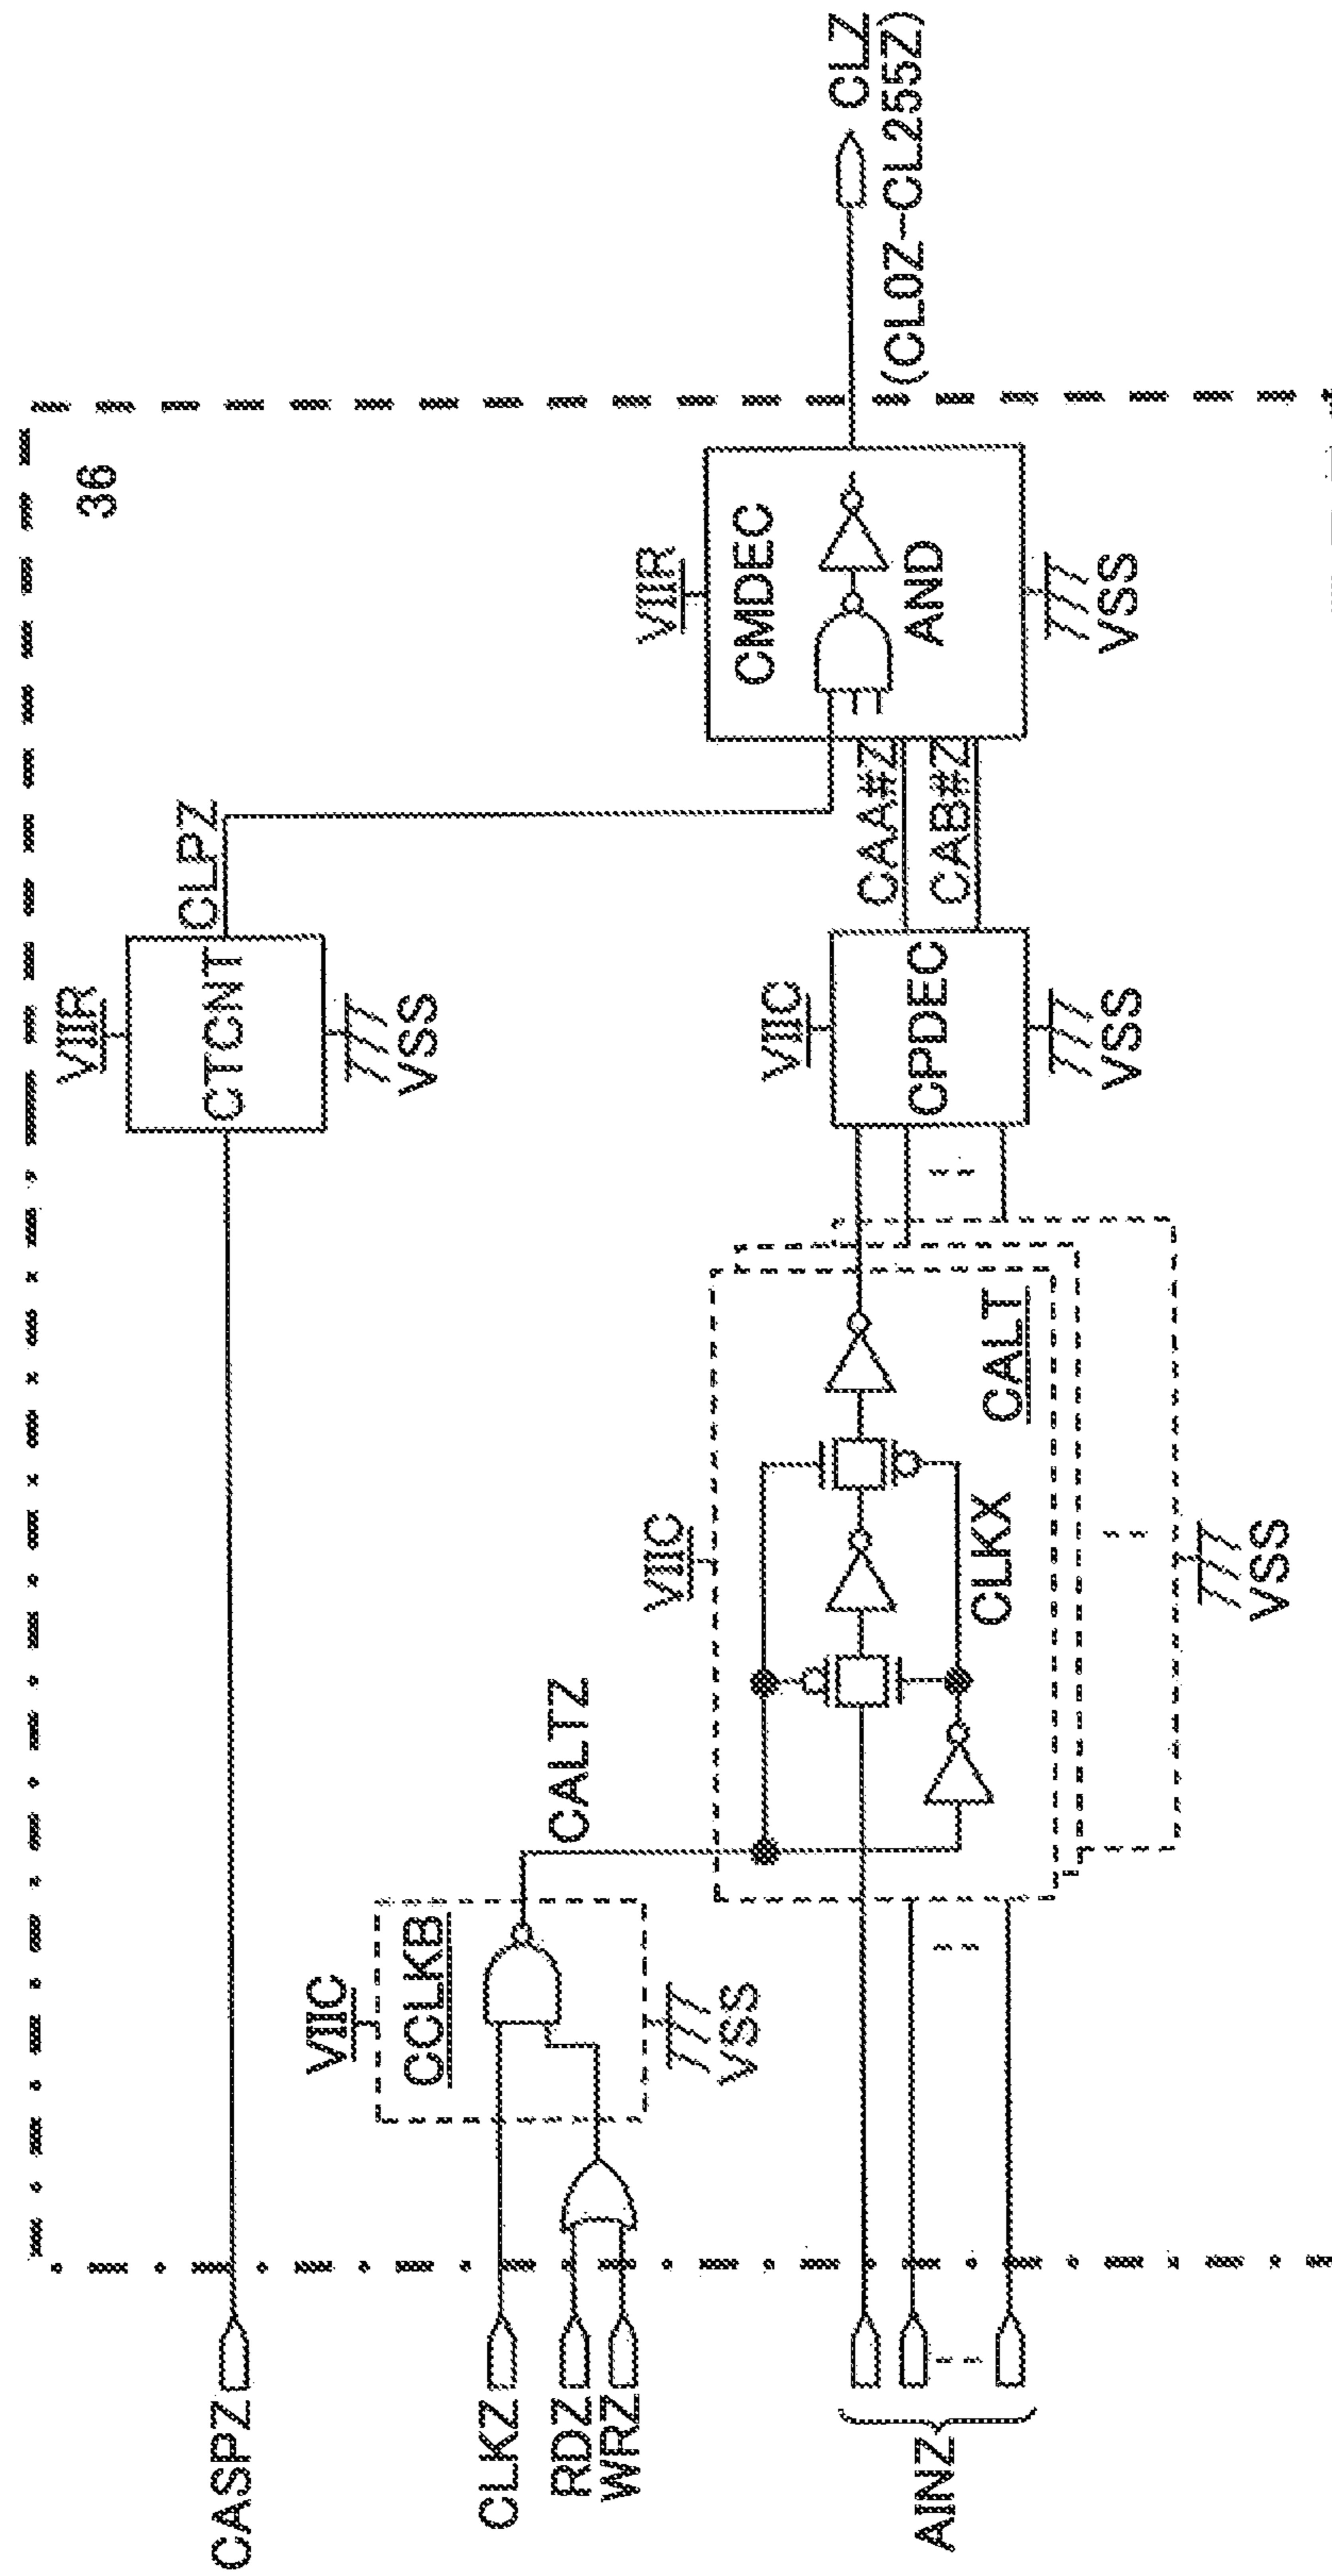 36
CASPZ
VIIR
CTCNT
VSS
CLPZ
CLKZ
RDZ
WRZ
VIIC
CCLKB
VSS
CALTZ
VIIC
CLKX
CALT
VSS
AINZ
VIIC
CPDEC
VSS
CAA#Z
CAB#Z
VIIR
CMDEC
AND
VSS
CLZ
(CL0Z-CL255Z)